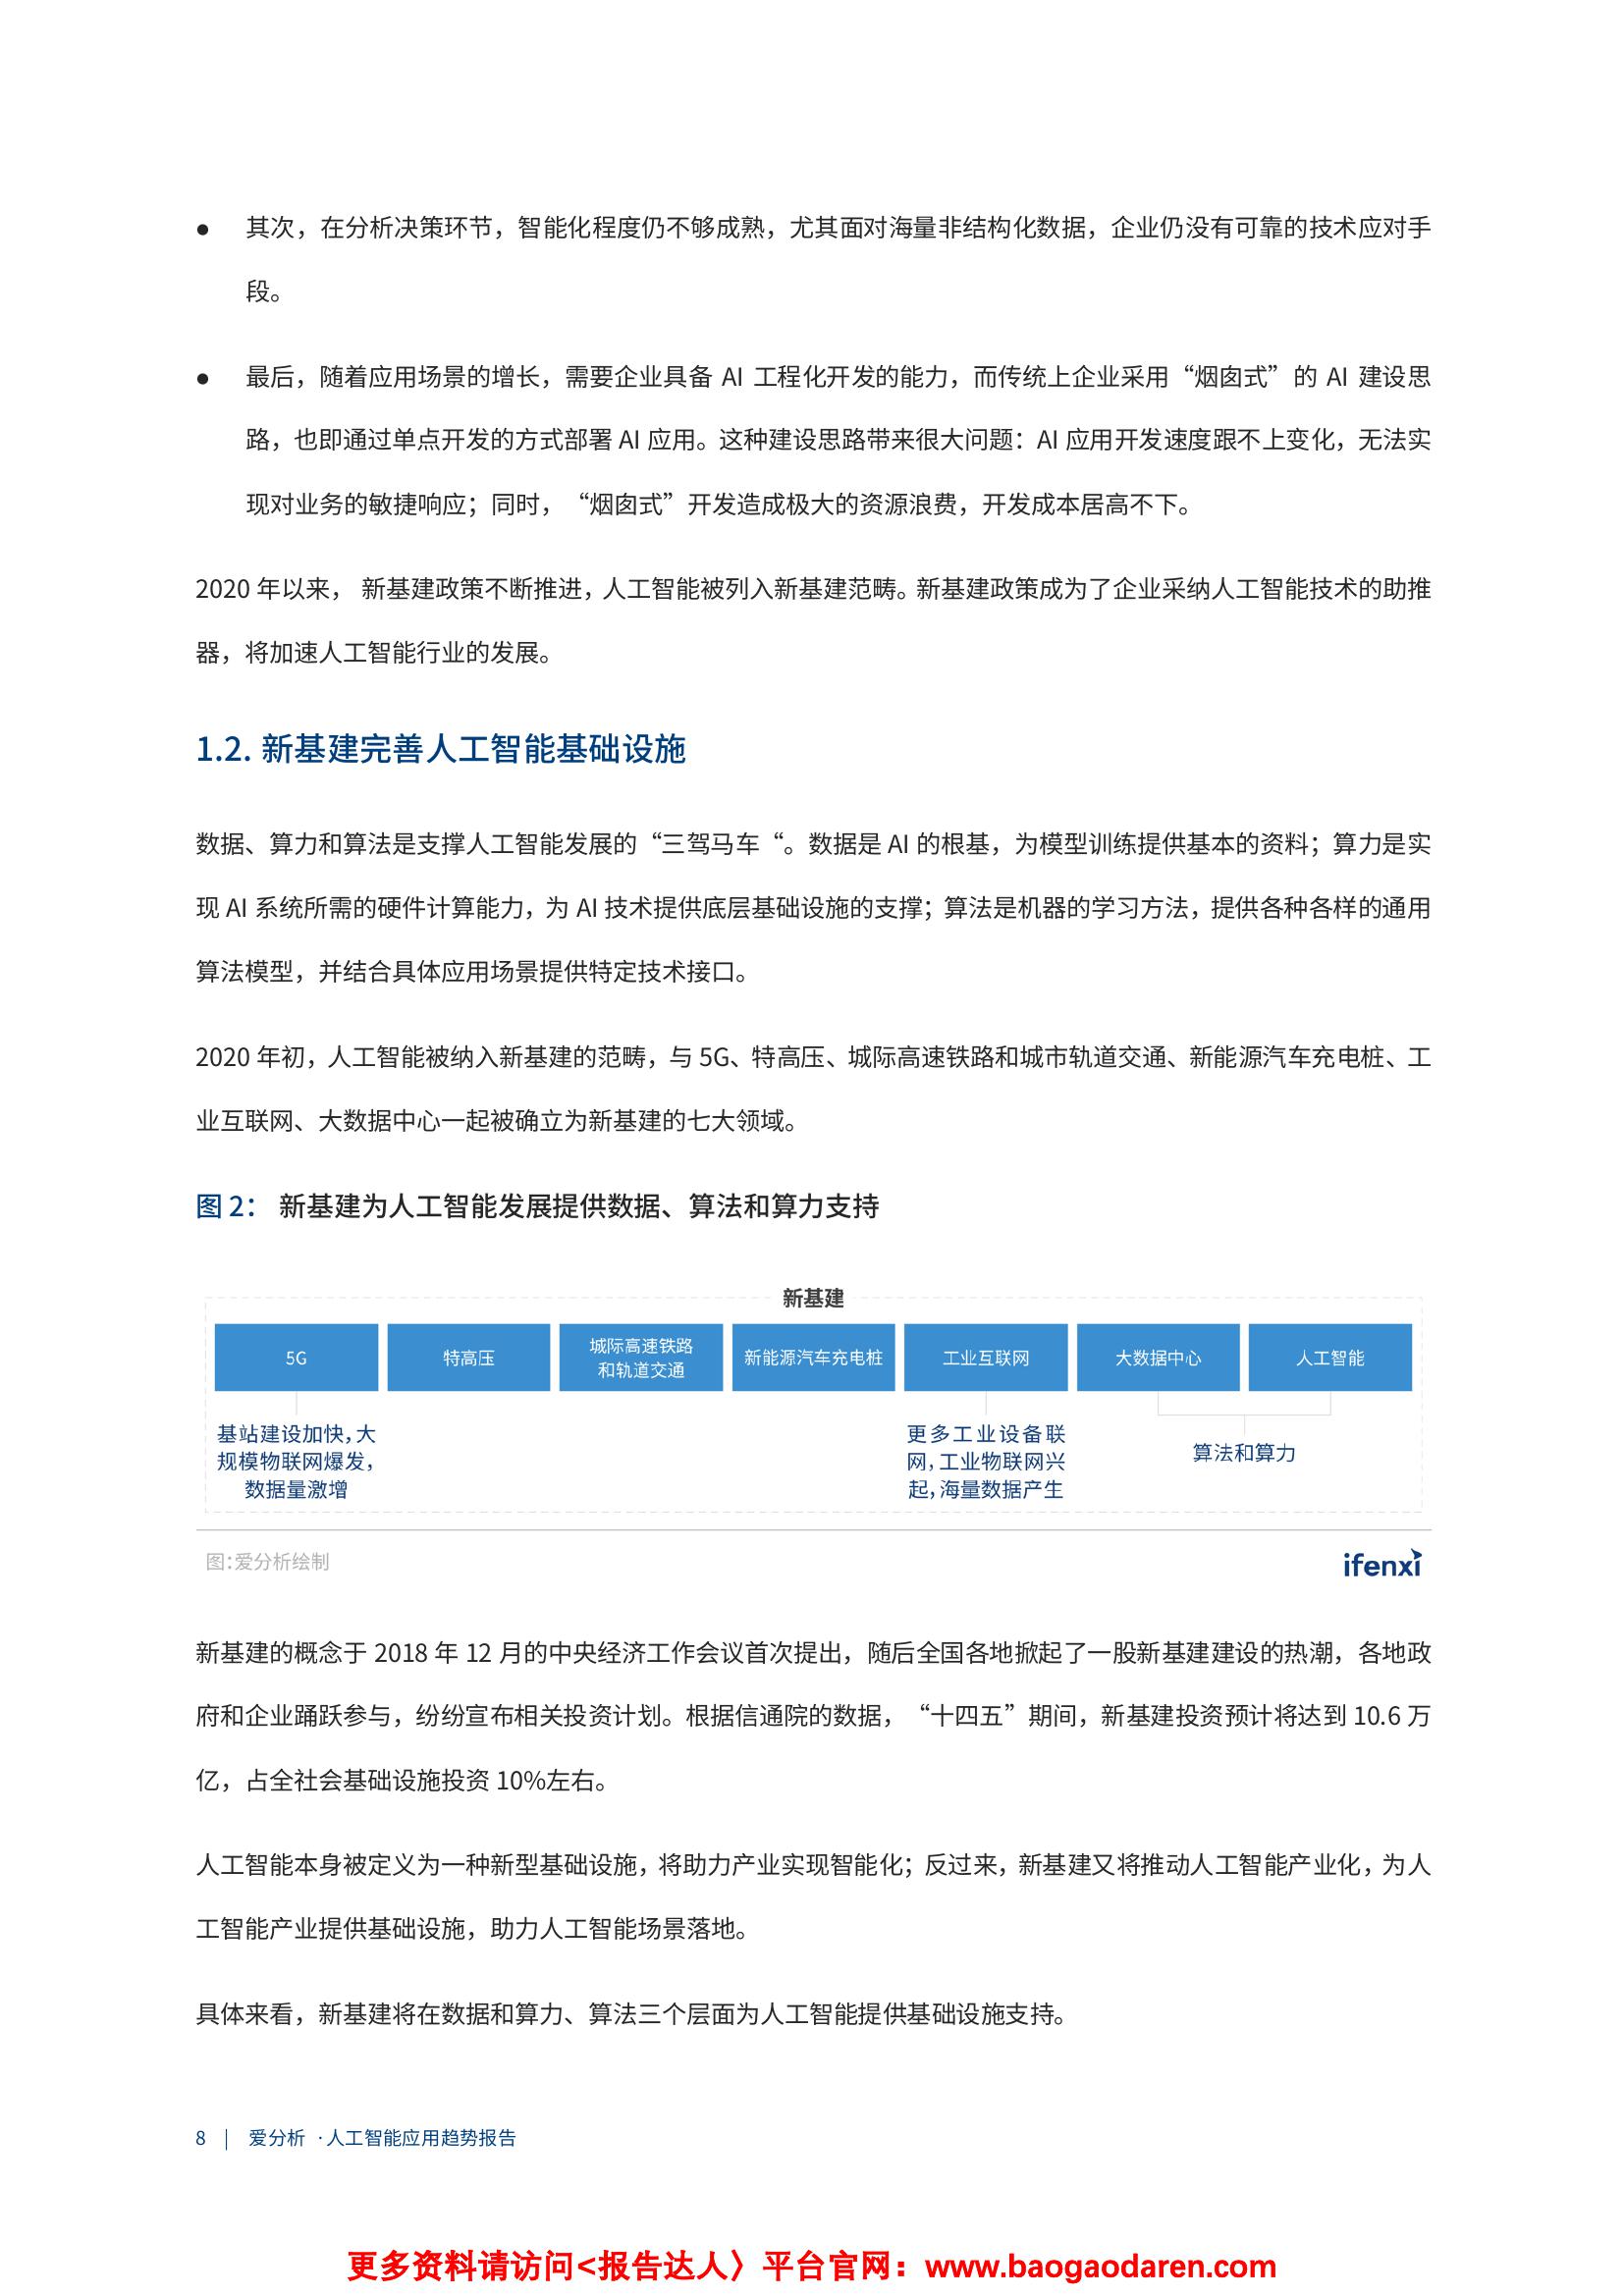 ● 其次，在分析决策环节，智能化程度仍不够成熟，尤其面对海量非结构化数据，企业仍没有可靠的技术应对手
段。
● 最后，随着应用场景的增长，需要企业具备 AI 工程化开发的能力，而传统上企业采用“烟囱式”的 AI 建设思
路，也即通过单点开发的方式部署 AI 应用。这种建设思路带来很大问题：AI 应用开发速度跟不上变化，无法实
现对业务的敏捷响应；同时，“烟囱式”开发造成极大的资源浪费，开发成本居高不下。
2020 年以来， 新基建政策不断推进，人工智能被列入新基建范畴。新基建政策成为了企业采纳人工智能技术的助推
器，将加速人工智能行业的发展。
1.2. 新基建完善人工智能基础设施
数据、算力和算法是支撑人工智能发展的“三驾马车“。数据是 AI 的根基，为模型训练提供基本的资料；算力是实
现 AI 系统所需的硬件计算能力，为 AI 技术提供底层基础设施的支撑；算法是机器的学习方法，提供各种各样的通用
算法模型，并结合具体应用场景提供特定技术接口。
2020 年初，人工智能被纳入新基建的范畴，与 5G、特高压、城际高速铁路和城市轨道交通、新能源汽车充电桩、工
业互联网、大数据中心一起被确立为新基建的七大领域。
图 2： 新基建为人工智能发展提供数据、算法和算力支持
新基建
5G
特高压
城际高速铁路
和轨道交通
新能源汽车充电桩
工业互联网
大数据中心
人工智能
基站建设加快，大
规模物联网爆发，
数据量激增
更多工业设备联
网，工业物联网兴
起，海量数据产生
算法和算力
图：爱分析绘制
ifenxi
新基建的概念于 2018 年 12 月的中央经济工作会议首次提出，随后全国各地掀起了一股新基建建设的热潮，各地政
府和企业踊跃参与，纷纷宣布相关投资计划。根据信通院的数据，“十四五”期间，新基建投资预计将达到 10.6 万
亿，占全社会基础设施投资 10%左右。
人工智能本身被定义为一种新型基础设施，将助力产业实现智能化；反过来，新基建又将推动人工智能产业化，为人
工智能产业提供基础设施，助力人工智能场景落地。
具体来看，新基建将在数据和算力、算法三个层面为人工智能提供基础设施支持。
8 | 爱分析 ·人工智能应用趋势报告
更多资料请访问<报告达人〉平台官网：www.baogaodaren.com